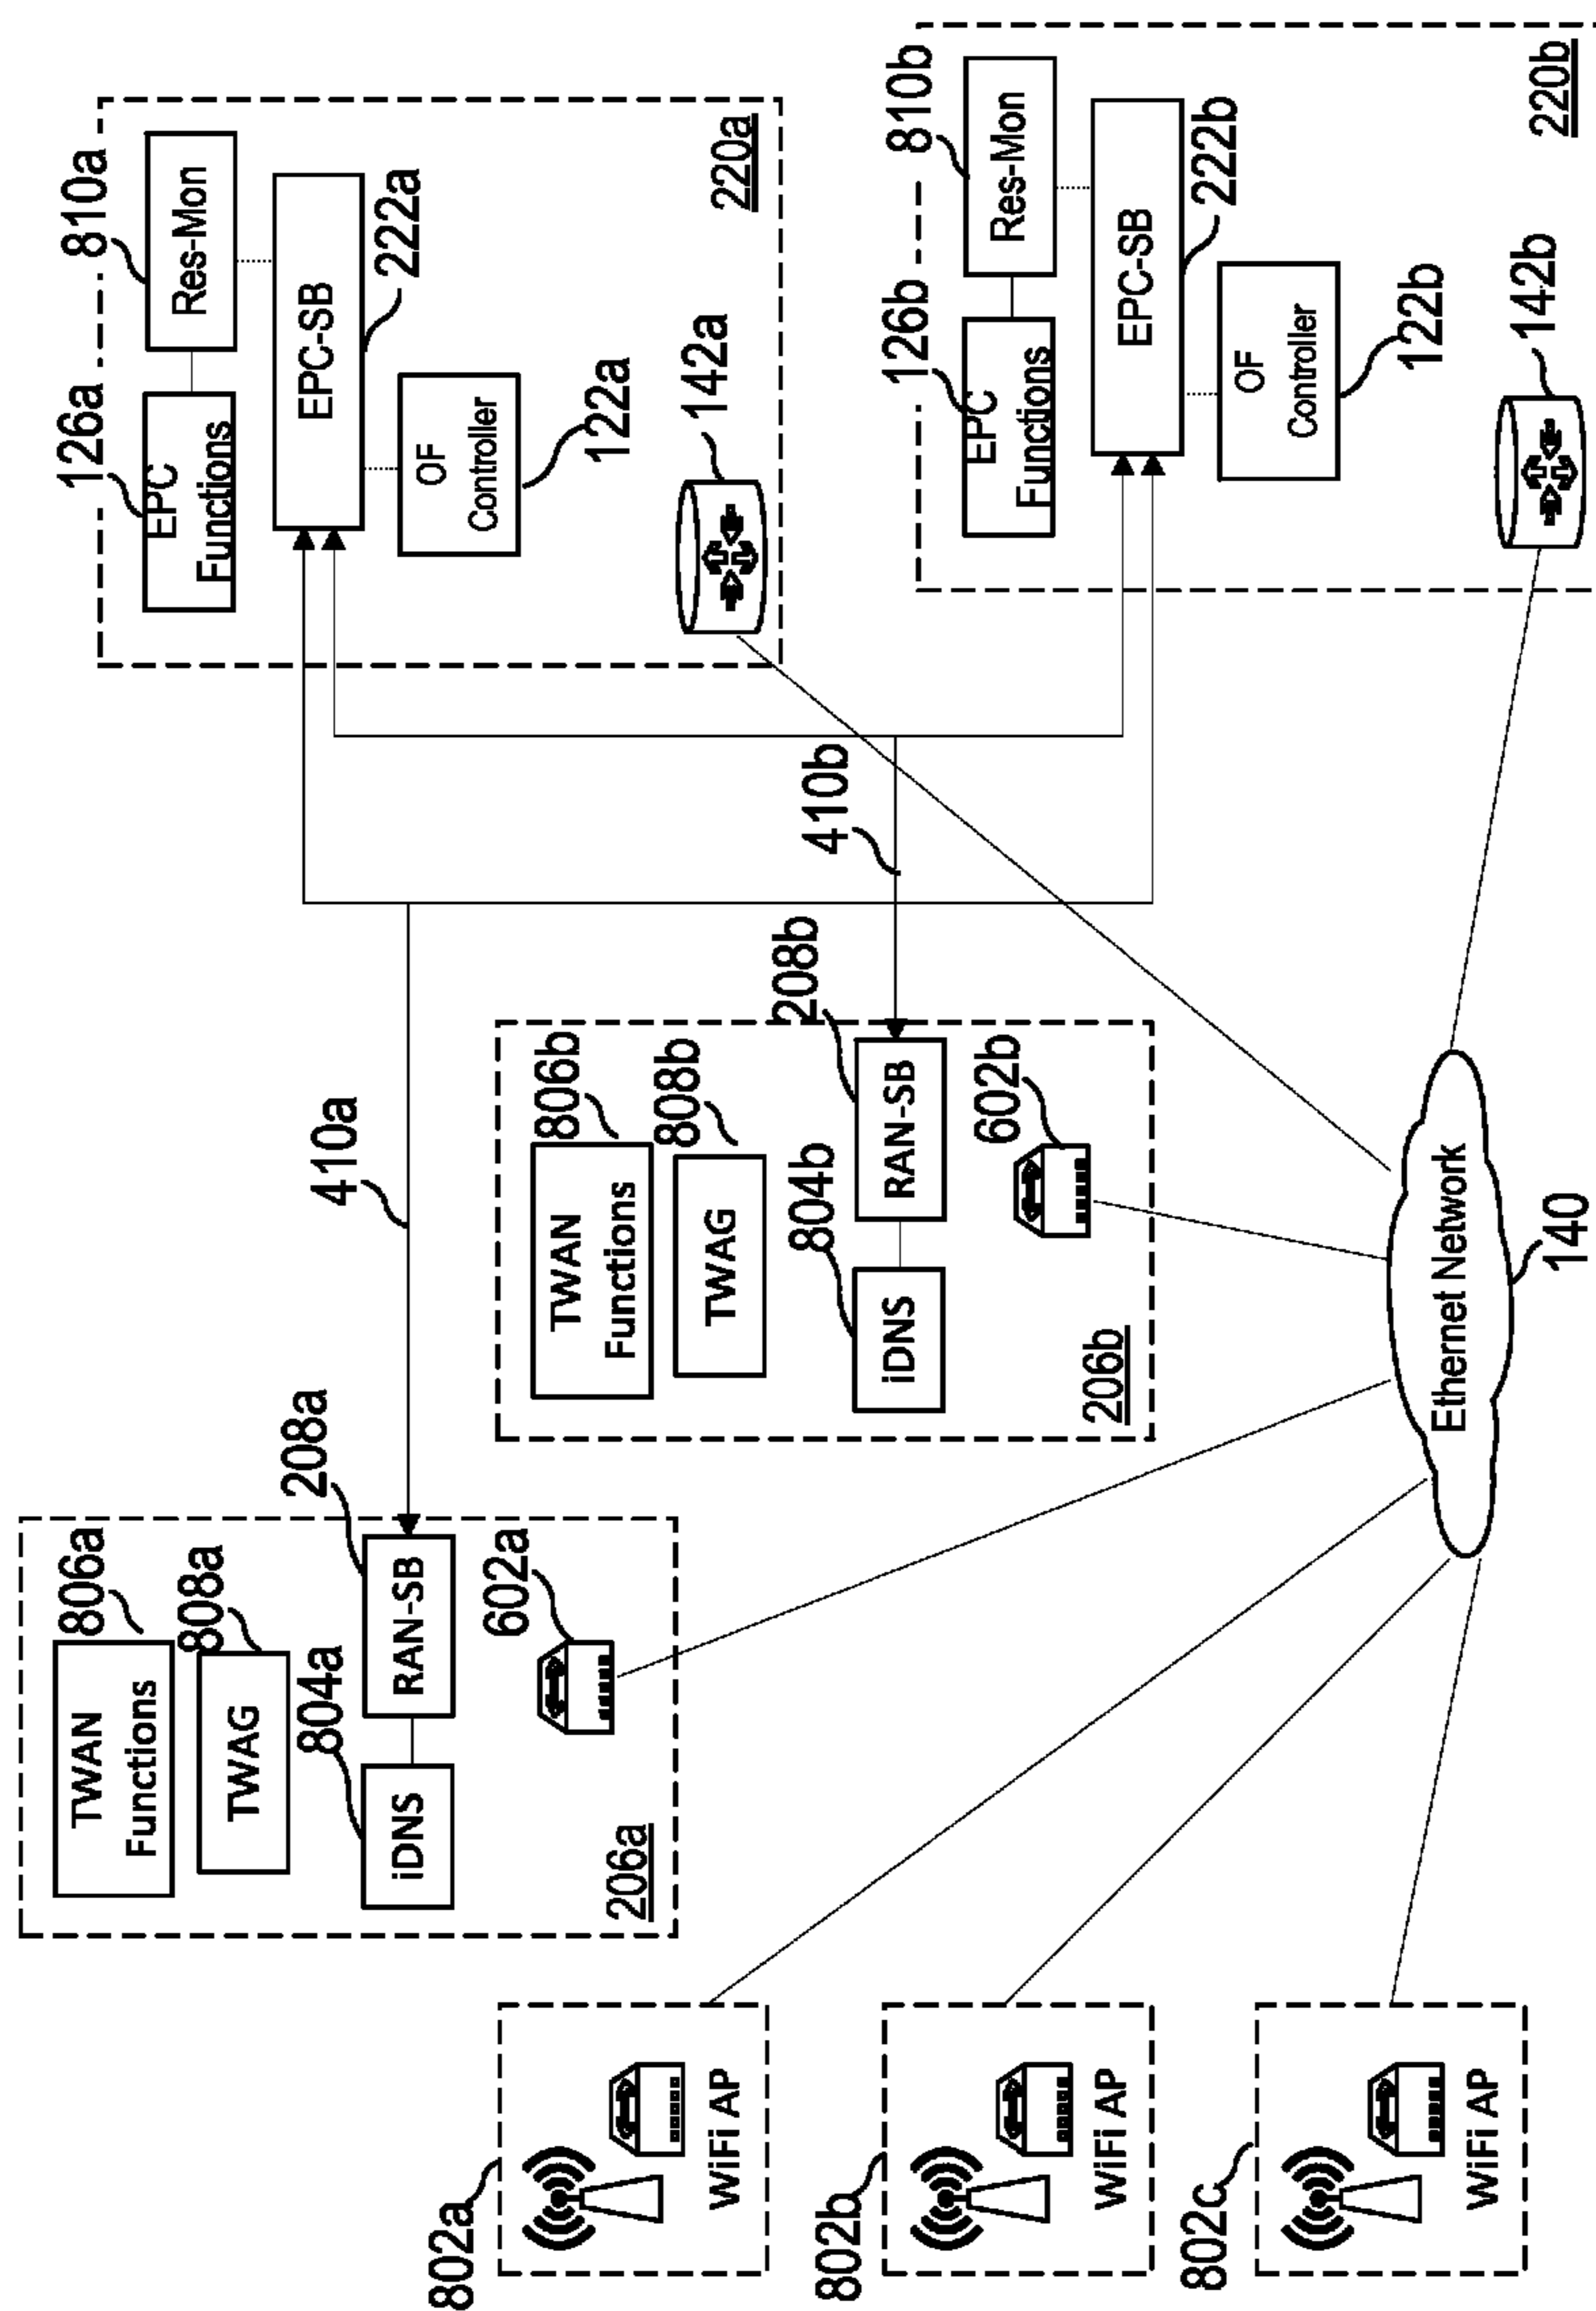 802a
WiFi AP
802b
WiFi AP
802c
WiFi AP
806a
TWAN
Functions
808a
TWAG
804a
208a
iDNS
RAN-SB
602a
206a
410a
806b
TWAN
Functions
808b
TWAG
804b
208b
iDNS
RAN-SB
602b
206b
410b
Ethernet Network
140
126a
810a
EPC
Functions
Res-Mon
EPC-SB
222a
OF
Controller
122a
142a
220a
126b
810b
EPC
Functions
Res-Mon
EPC-SB
222b
OF
Controller
122b
142b
220b